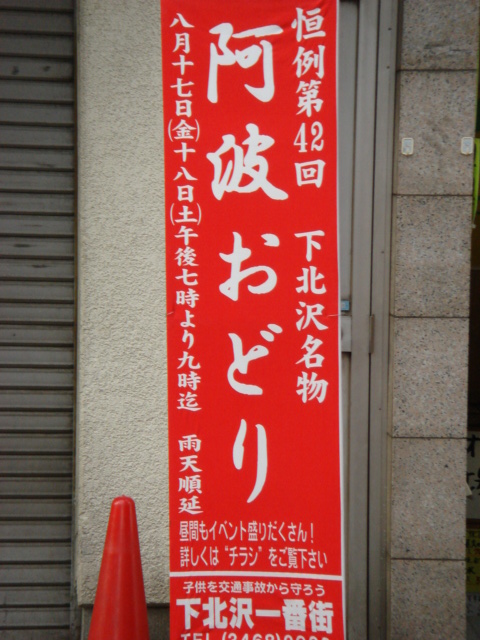 恒例第42回 下北沢名物
阿波おどり
八月十七日(金)十八日(土)午後七時より九時迄 雨天順延
昼間もイベント盛りだくさん!
詳しくは"チラシ"をご覧下さい
子供を交通事故から守ろう
下北沢一番街
TEL(3468)